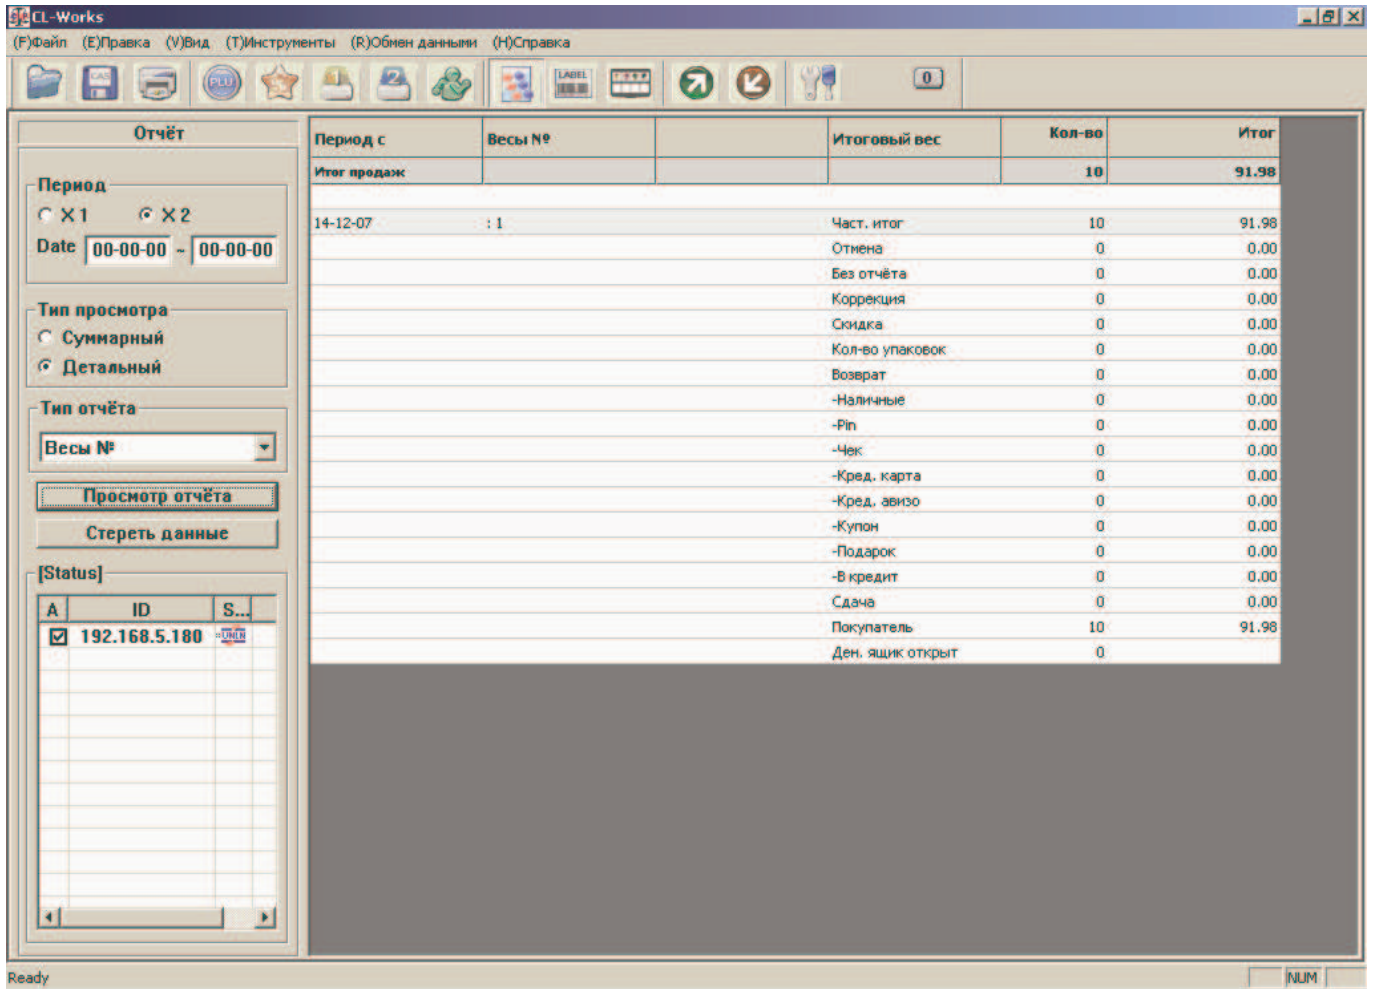 CL-Works
(F)Файл (E)Правка (V)Вид (T)Инструменты (R)Обмен данными (H)Справка
CAS PLU 1 2 LABEL 0
Отчёт
Период
X 1 X 2
Date 00-00-00 ~ 00-00-00
Тип просмотра
Суммарный
Детальный
Тип отчёта
Весы №
Просмотр отчёта
Стереть данные
[Status]
A ID S...
192.168.5.180
Период с Весы № Итоговый вес Кол-во Итог
Итог продаж 10 91.98
14-12-07 : 1 Част. итог 10 91.98
Отмена 0 0.00
Без отчёта 0 0.00
Коррекция 0 0.00
Скидка 0 0.00
Кол-во упаковок 0 0.00
Возврат 0 0.00
-Наличные 0 0.00
-Pin 0 0.00
-Чек 0 0.00
-Кред. карта 0 0.00
-Кред. авизо 0 0.00
-Купон 0 0.00
-Подарок 0 0.00
-В кредит 0 0.00
Сдача 0 0.00
Покупатель 10 91.98
Ден. ящик открыт 0
Ready NUM